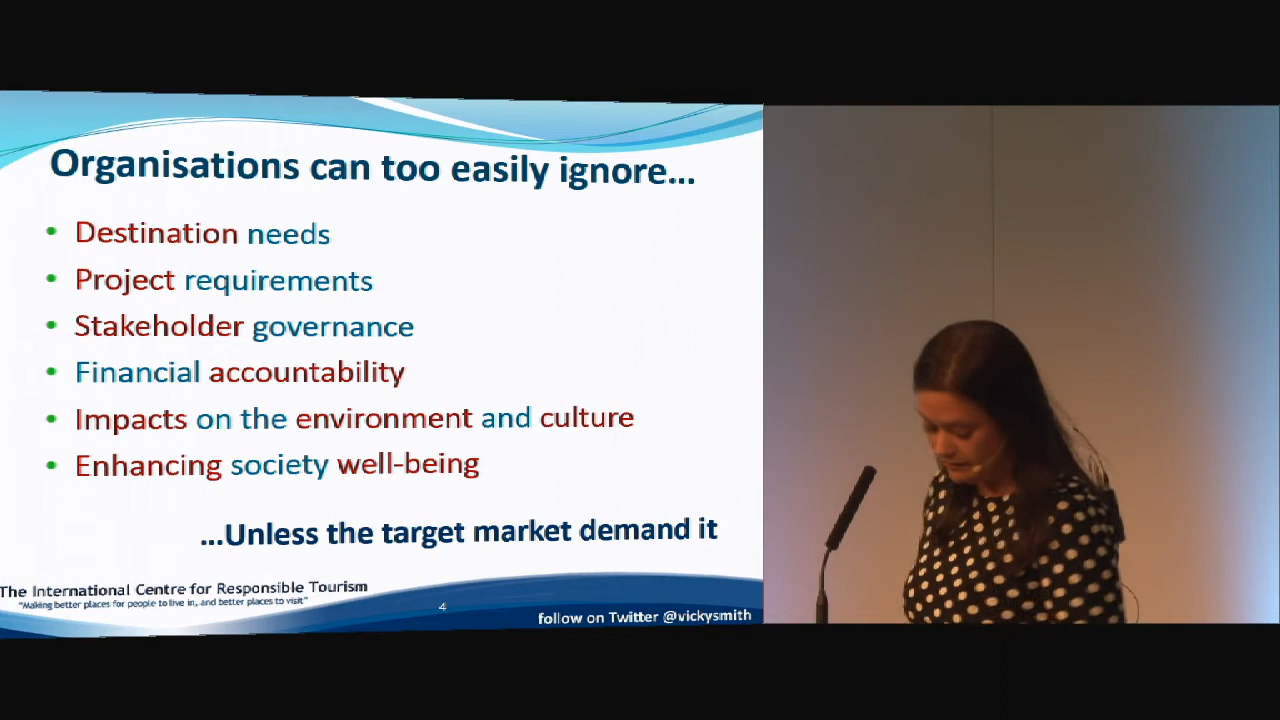 Organisations can too easily ignore...
• Destination needs
• Project requirements
• Stakeholder governance
• Financial accountability
• Impacts on the environment and culture
• Enhancing society well-being
...Unless the target market demand it
The International Centre for Responsible Tourism
"Making better places for people to live in, and better places to visit"
4
follow on Twitter @vickysmith